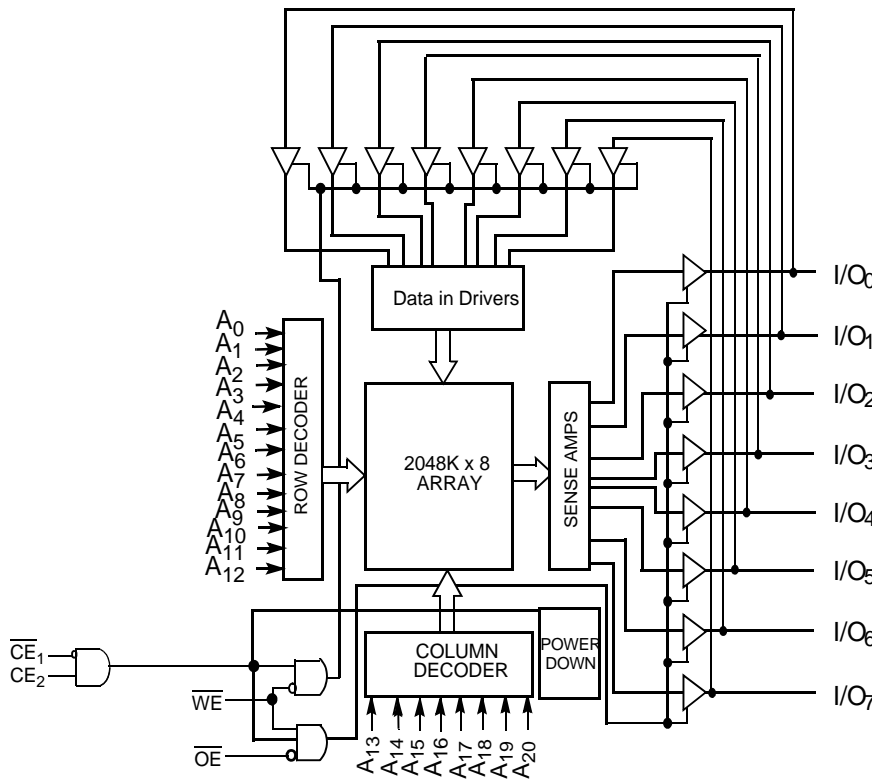 Data in Drivers
I/O0
I/O1
I/O2
I/O3
I/O4
I/O5
I/O6
I/O7
A0
A1
A2
A3
A4
A5
A6
A7
A8
A9
A10
A11
A12
ROW DECODER
2048K x 8
ARRAY
SENSE AMPS
COLUMN
DECODER
POWER
DOWN
CE1
CE2
WE
OE
A13
A14
A15
A16
A17
A18
A19
A20